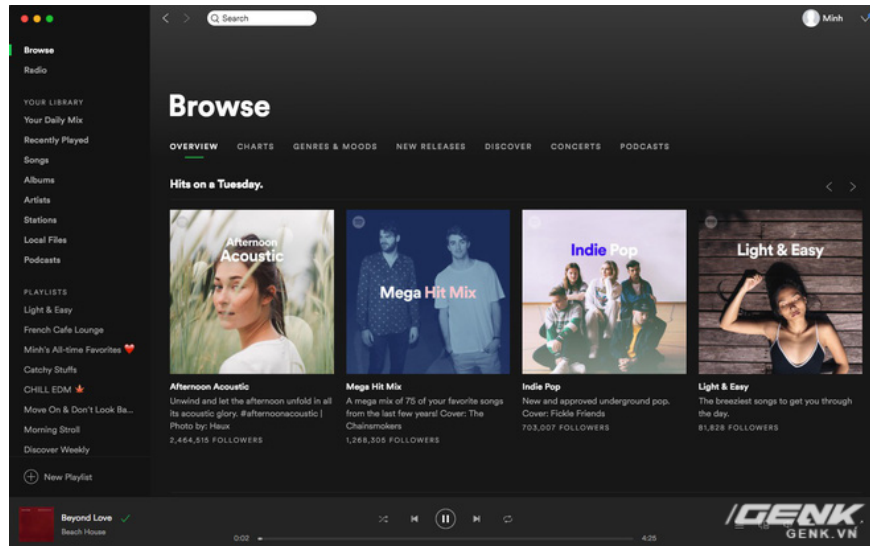 Search
Minh
Browse
Radio
YOUR LIBRARY
Your Daily Mix
Recently Played
Songs
Albums
Artists
Stations
Local Files
Podcasts
PLAYLISTS
Light & Easy
French Cafe Lounge
Minh's All-time Favorites ❤️
Catchy Stuffs
CHILL EDM 🍁
Move On & Don't Look Ba...
Morning Stroll
Discover Weekly
New Playlist
Browse
OVERVIEW CHARTS GENRES & MOODS NEW RELEASES DISCOVER CONCERTS PODCASTS
Hits on a Tuesday.
Afternoon
Acoustic
Mega Hit Mix
Indie Pop
Light & Easy
Afternoon Acoustic
Unwind and let the afternoon unfold in all
its acoustic glory. #afternoonacoustic |
Photo by: Haux
2,464,515 FOLLOWERS
Mega Hit Mix
A mega mix of 75 of your favorite songs
from the last few years! Cover: The
Chainsmokers
1,268,305 FOLLOWERS
Indie Pop
New and approved underground pop.
Cover: Fickle Friends
703,007 FOLLOWERS
Light & Easy
The breeziest songs to get you through
the day.
81,828 FOLLOWERS
Beyond Love
Beach House
0:02
4:25
GENK
GENK.VN